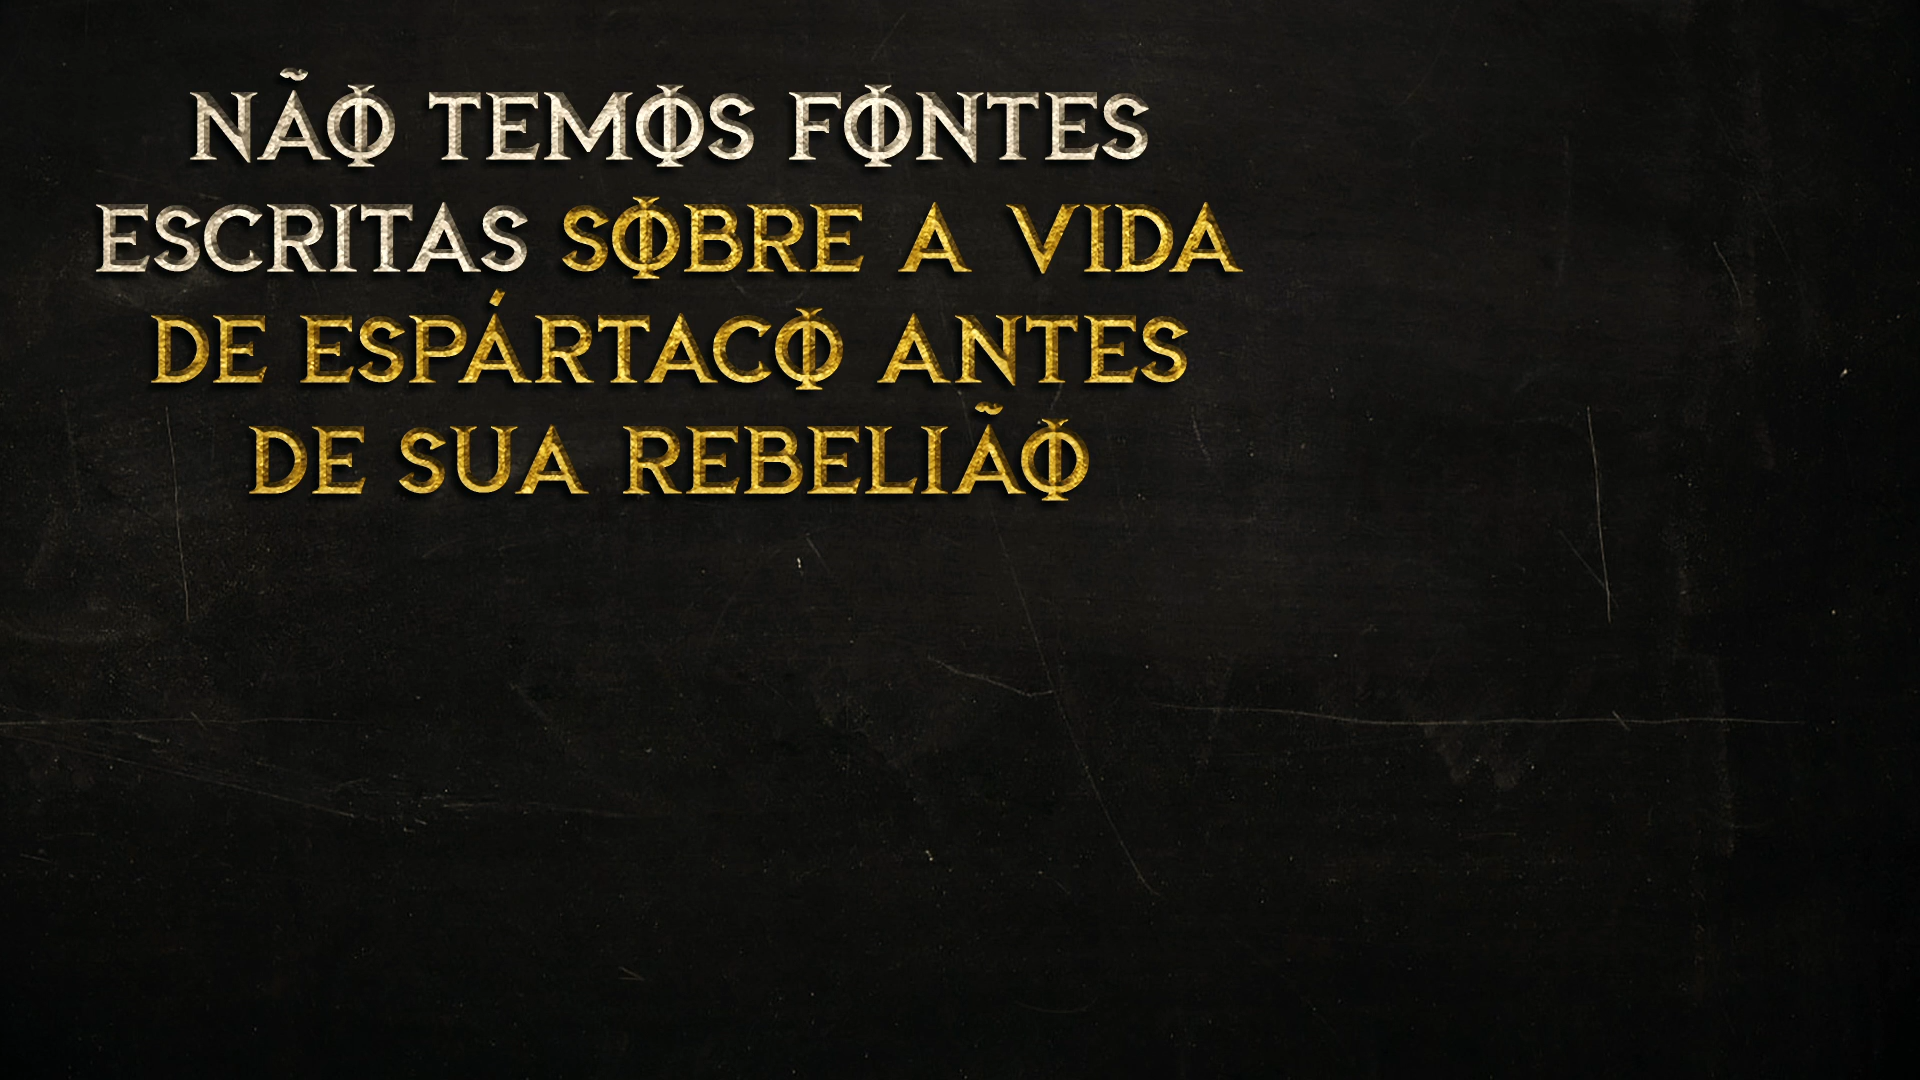 NÃO TEMOS FONTES
ESCRITAS SOBRE A VIDA
DE ESPÁRTACO ANTES
DE SUA REBELIÃO